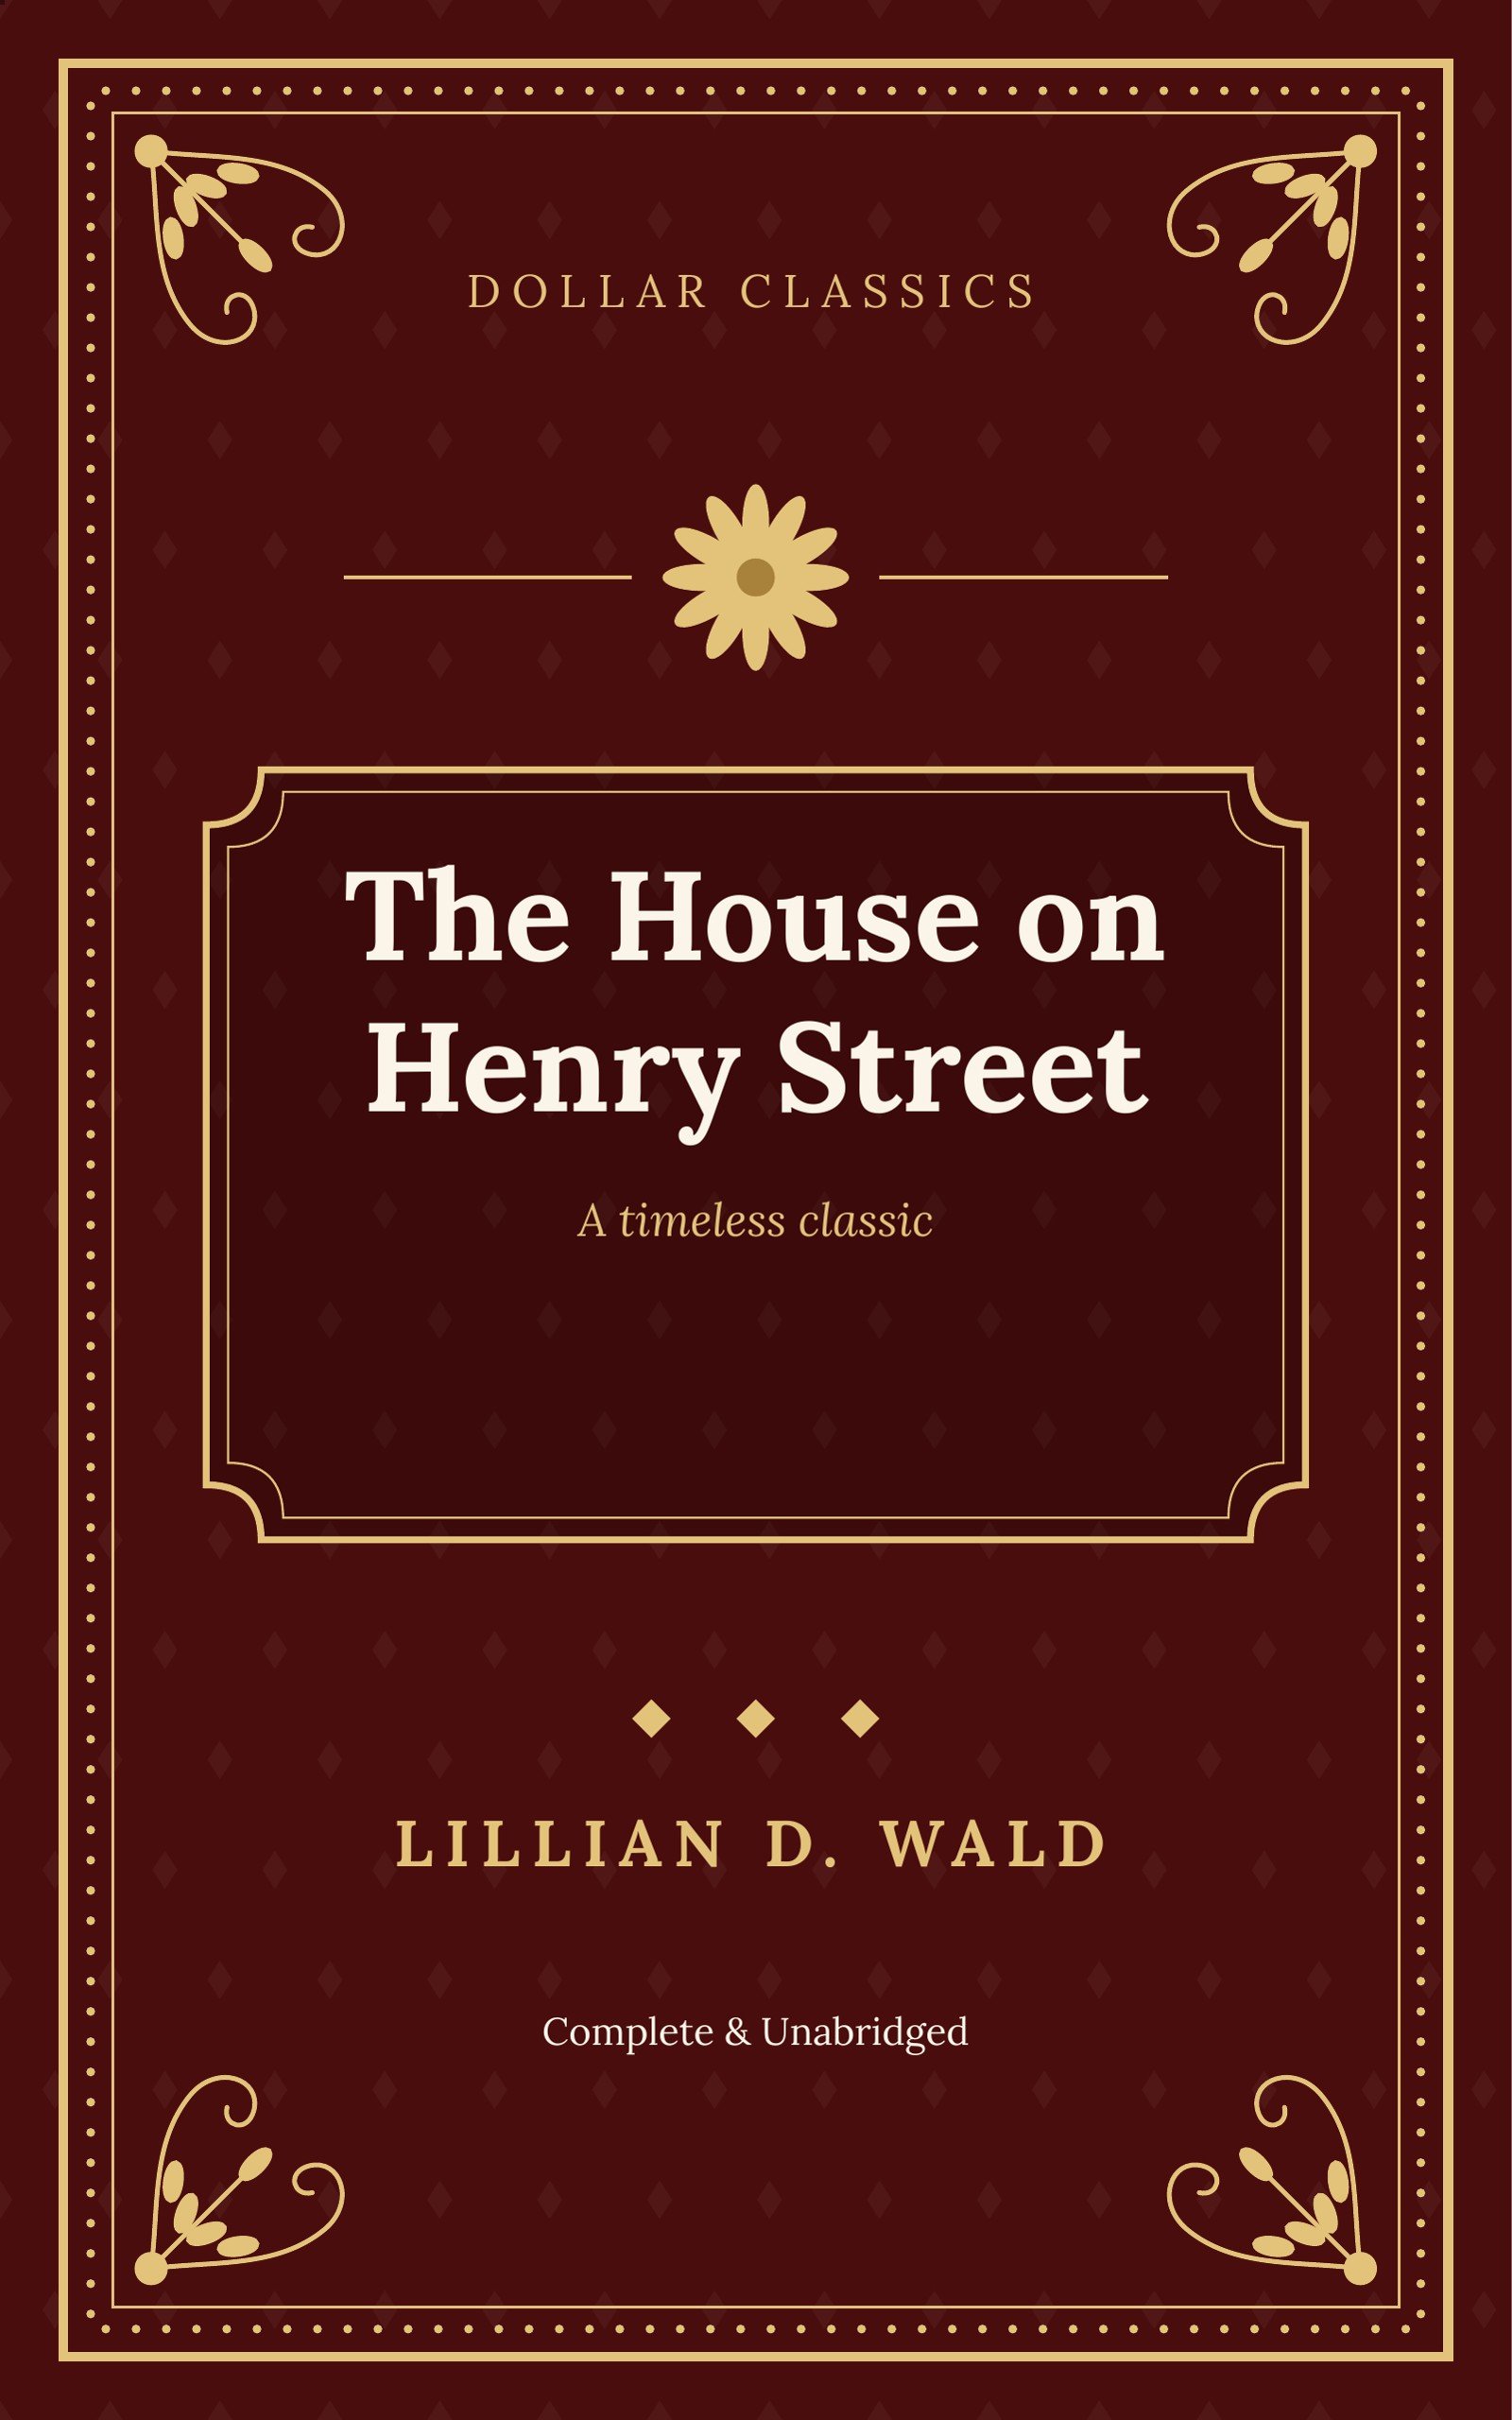 DOLLAR CLASSICS
The House on
Henry Street
A timeless classic
LILLIAN D. WALD
Complete & Unabridged